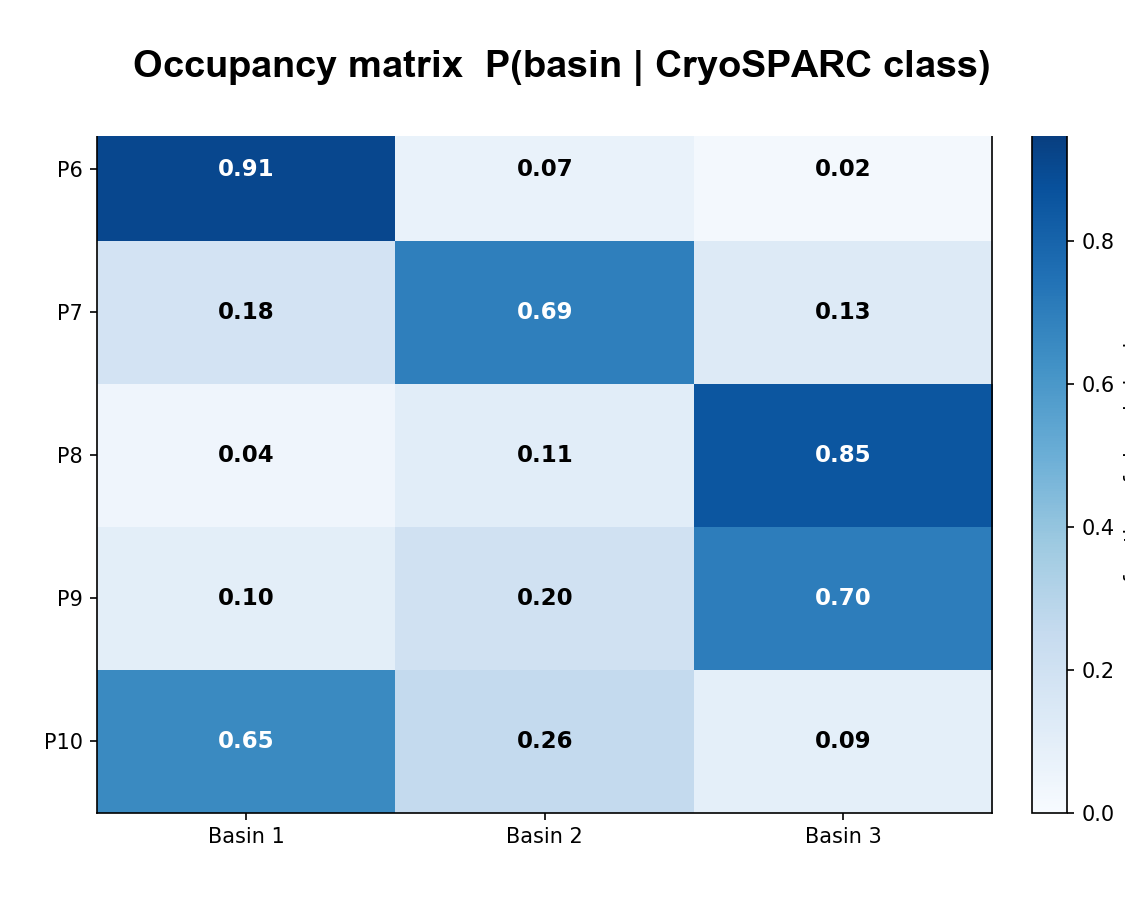 Occupancy matrix  P(basin | CryoSPARC class)
P6 0.91 0.07 0.02
0.8
P7 0.18 0.69 0.13
0.6
P8 0.04 0.11 0.85
0.4
P9 0.10 0.20 0.70
0.2
P10 0.65 0.26 0.09
0.0
Basin 1 Basin 2 Basin 3